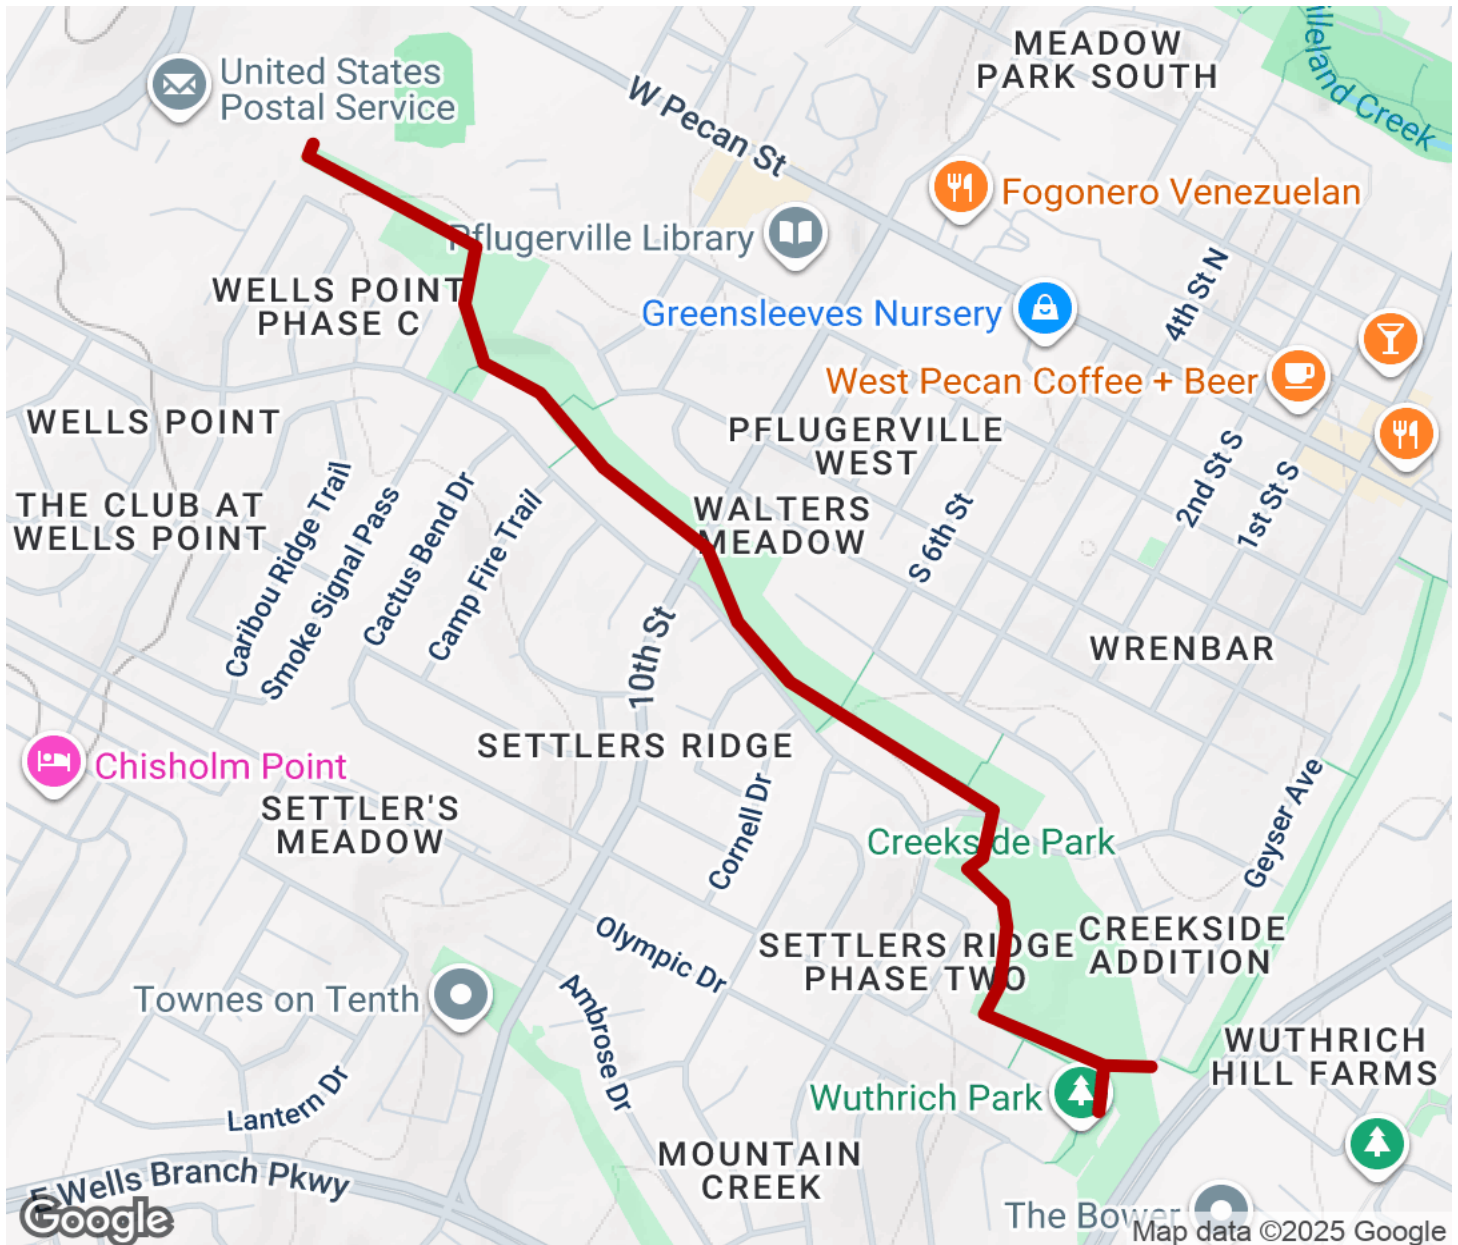 MEADOW
PARK SOUTH
illeland Creek
United States
Postal Service
W Pecan St
Fogonero Venezuelan
Pflugerville Library
4th St N
WELLS POINT
PHASE C
Greensleeves Nursery
West Pecan Coffee + Beer
WELLS POINT
PFLUGERVILLE
WEST
2nd St S
1st St S
THE CLUB AT
WELLS POINT
Caribou Ridge Trail
Smoke Signal Pass
Cactus Bend Dr
Camp Fire Trail
WALTERS
MEADOW
S 6th St
10th St
WRENBAR
SETTLERS RIDGE
Chisholm Point
SETTLER'S
MEADOW
Cornell Dr
Geyser Ave
Creekside Park
Olympic Dr
SETTLERS RIDGE
PHASE TWO
CREEKSIDE
ADDITION
Townes on Tenth
Ambrose Dr
WUTHRICH
HILL FARMS
Lantern Dr
Wuthrich Park
MOUNTAIN
CREEK
E Wells Branch Pkwy
The Bower
Google
Map data ©2025 Google